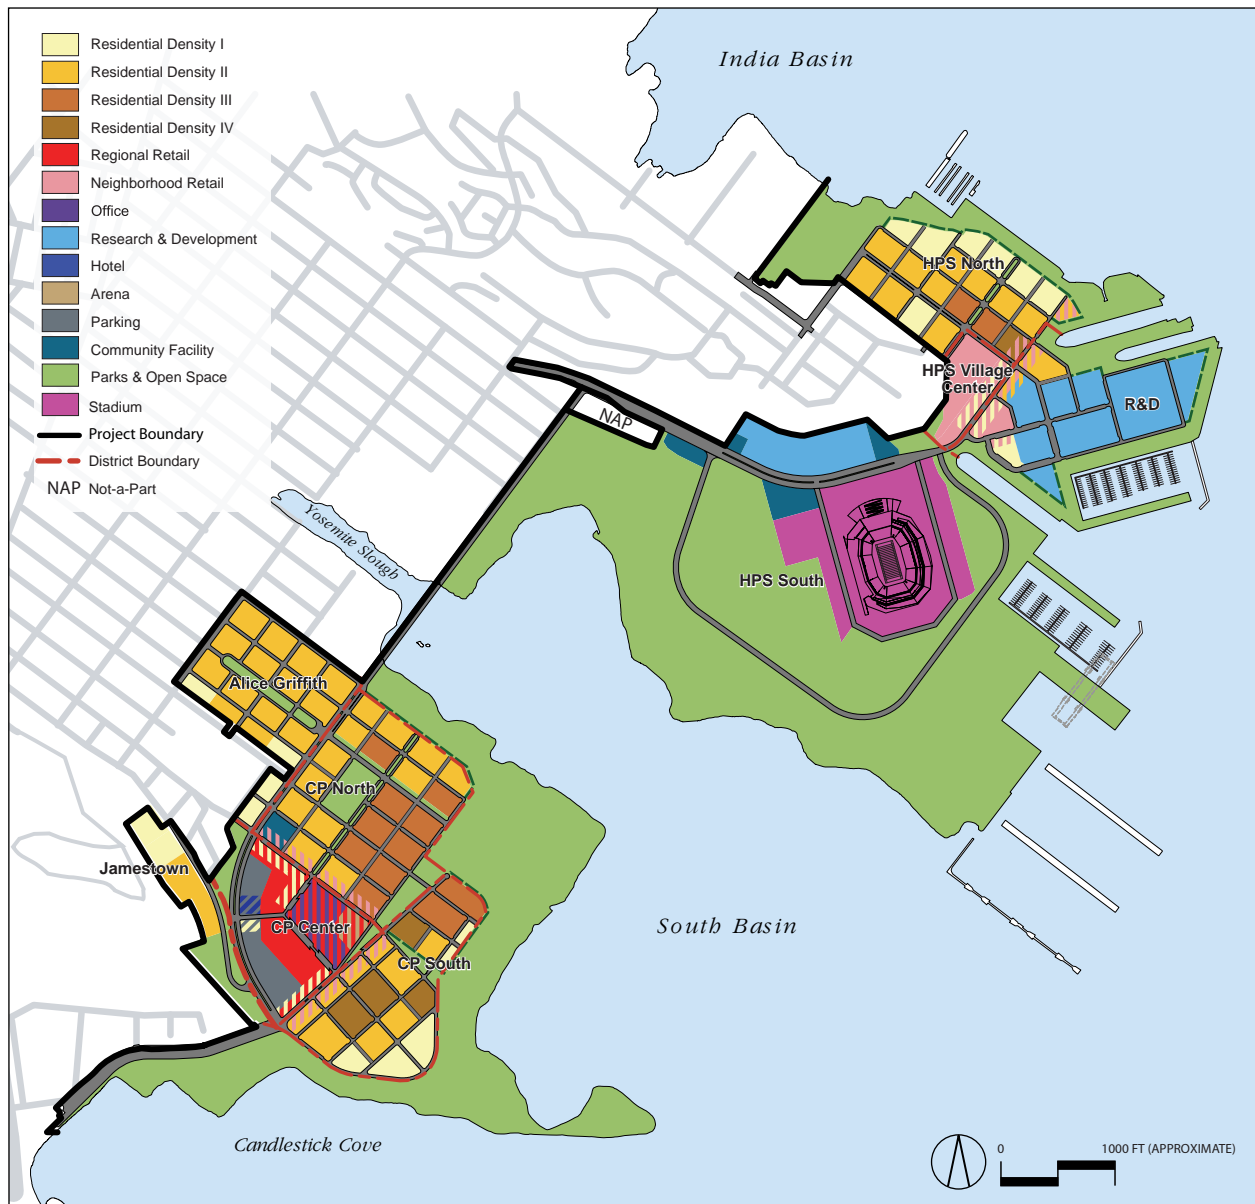 India Basin
Residential Density I
Residential Density II
Residential Density III
Residential Density IV
Regional Retail
Neighborhood Retail
Office
Research & Development
Hotel
Arena
Parking
Community Facility
Parks & Open Space
Stadium
Project Boundary
District Boundary
NAP Not-a-Part
HPS North
HPS Village
Center
R&D
NAP
Yosemite Slough
HPS South
Alice Griffith
CP North
Jamestown
CP Center
South Basin
CP South
Candlestick Cove
0 1000 FT (APPROXIMATE)